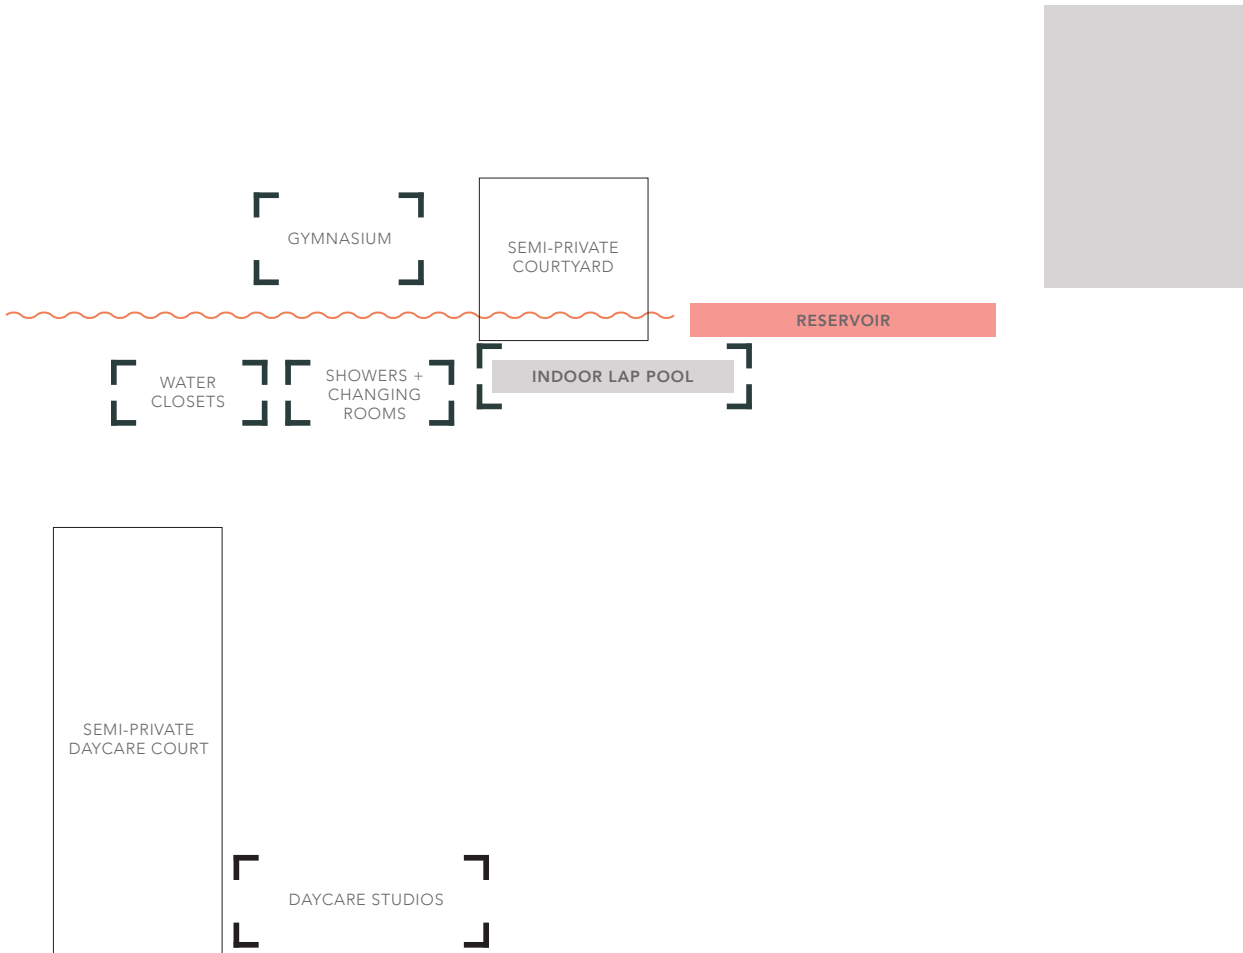 GYMNASIUM
SEMI-PRIVATE
COURTYARD
RESERVOIR
WATER
CLOSETS
SHOWERS +
CHANGING
ROOMS
INDOOR LAP POOL
SEMI-PRIVATE
DAYCARE COURT
DAYCARE STUDIOS